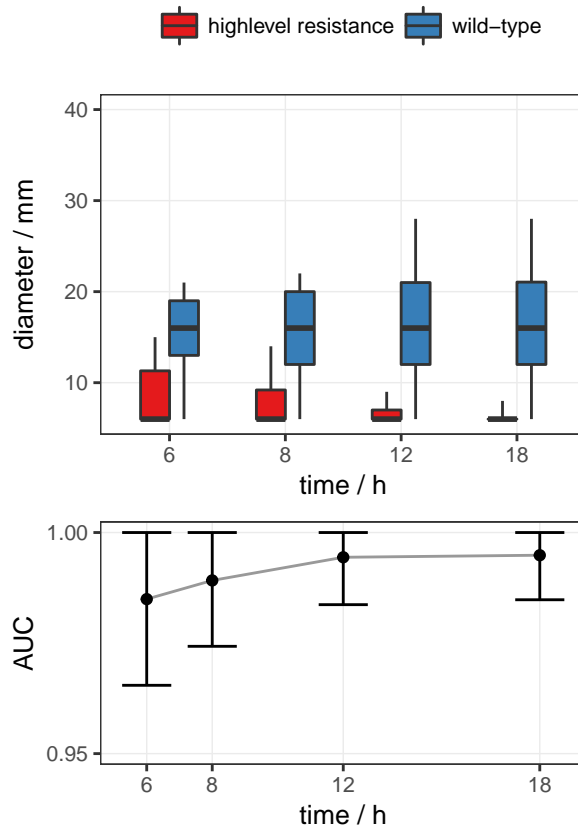 highlevel resistance wild−type
40
30
20
10
diameter / mm
6 8 12 18
time / h
1.00
0.95
AUC
6 8 12 18
time / h